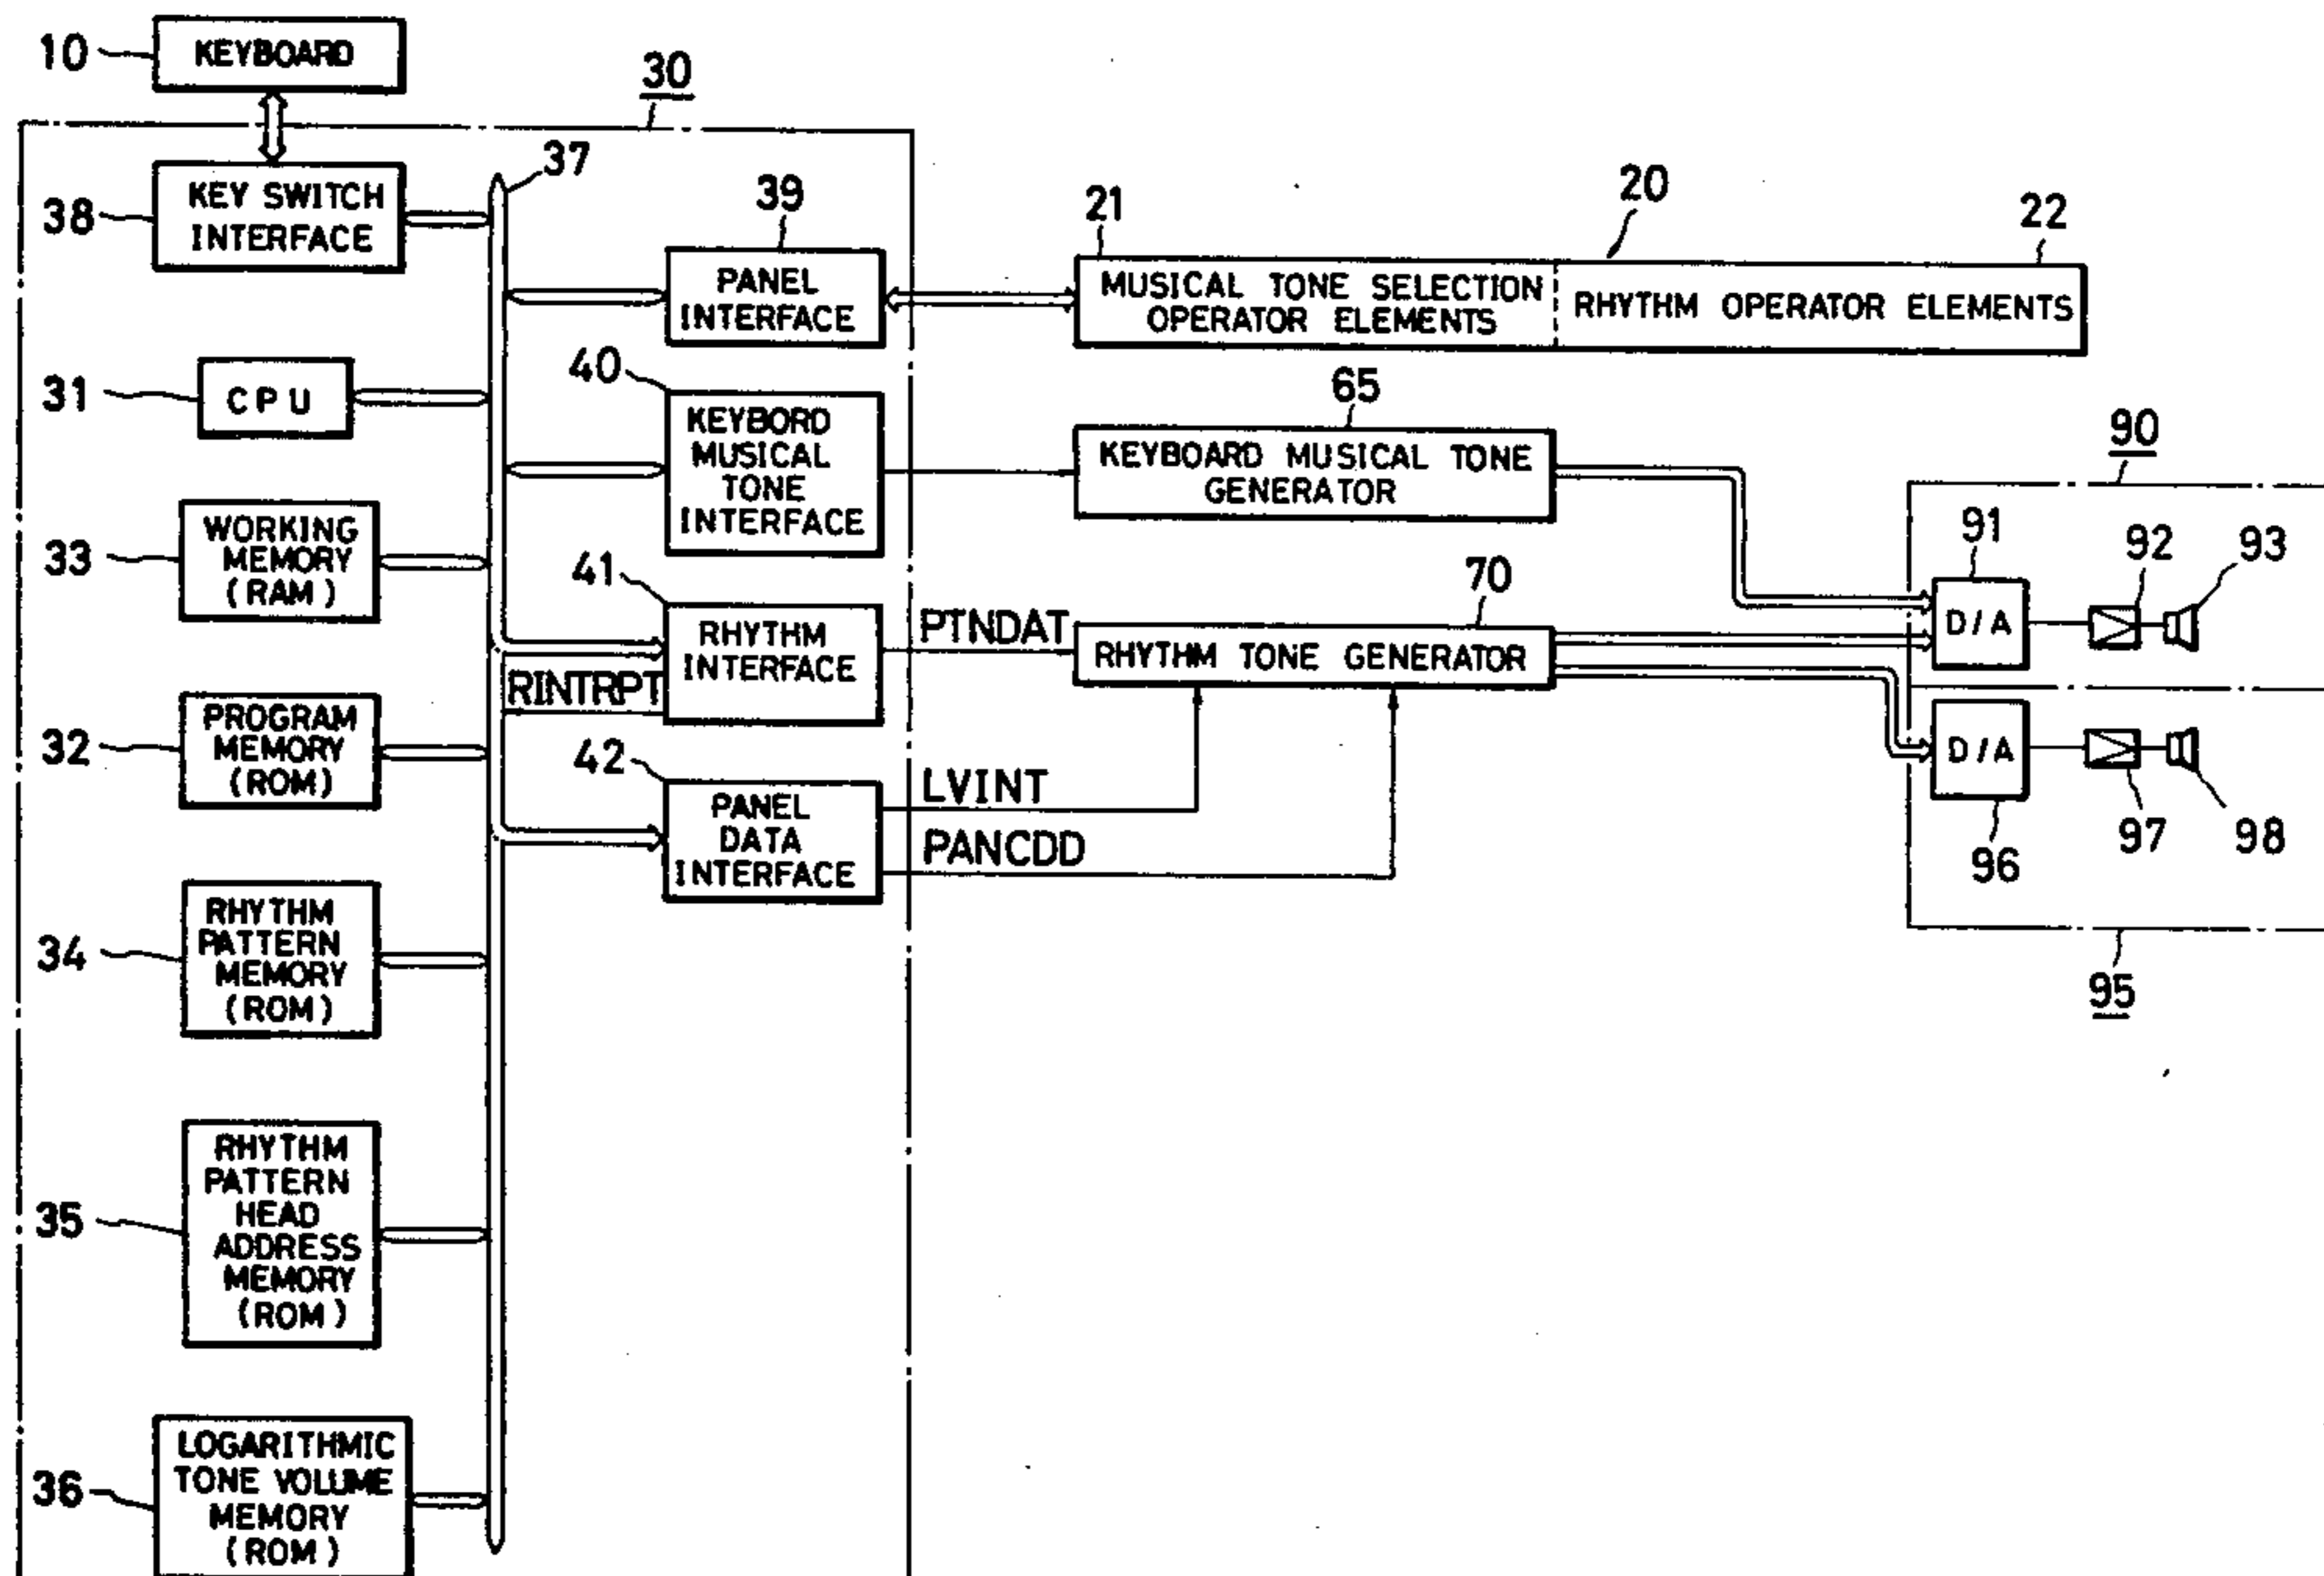 10
KEYBOARD
30
38
KEY SWITCH
INTERFACE
37
39
PANEL
INTERFACE
21
MUSICAL TONE SELECTION
OPERATOR ELEMENTS
20
22
RHYTHM OPERATOR ELEMENTS
31
CPU
40
KEYBORD
MUSICAL
TONE
INTERFACE
65
KEYBOARD MUSICAL TONE
GENERATOR
90
33
WORKING
MEMORY
(RAM)
41
RHYTHM
INTERFACE
PTNDAT
70
RHYTHM TONE GENERATOR
91
D/A
92
93
RINTRPT
32
PROGRAM
MEMORY
(ROM)
42
PANEL
DATA
INTERFACE
LVINT
PANCDD
D/A
96
97
98
95
34
RHYTHM
PATTERN
MEMORY
(ROM)
35
RHYTHM
PATTERN
HEAD
ADDRESS
MEMORY
(ROM)
36
LOGARITHMIC
TONE VOLUME
MEMORY
(ROM)